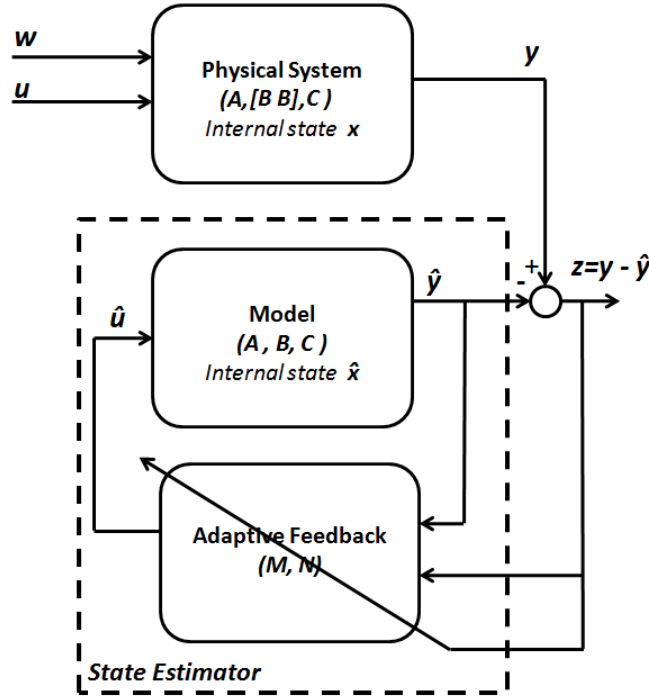 w
u
Physical System
(A,[B B],C )
Internal state x
y
+
-
z=y - ŷ
û
Model
(A , B, C )
Internal state x̂
ŷ
Adaptive Feedback
(M, N)
State Estimator